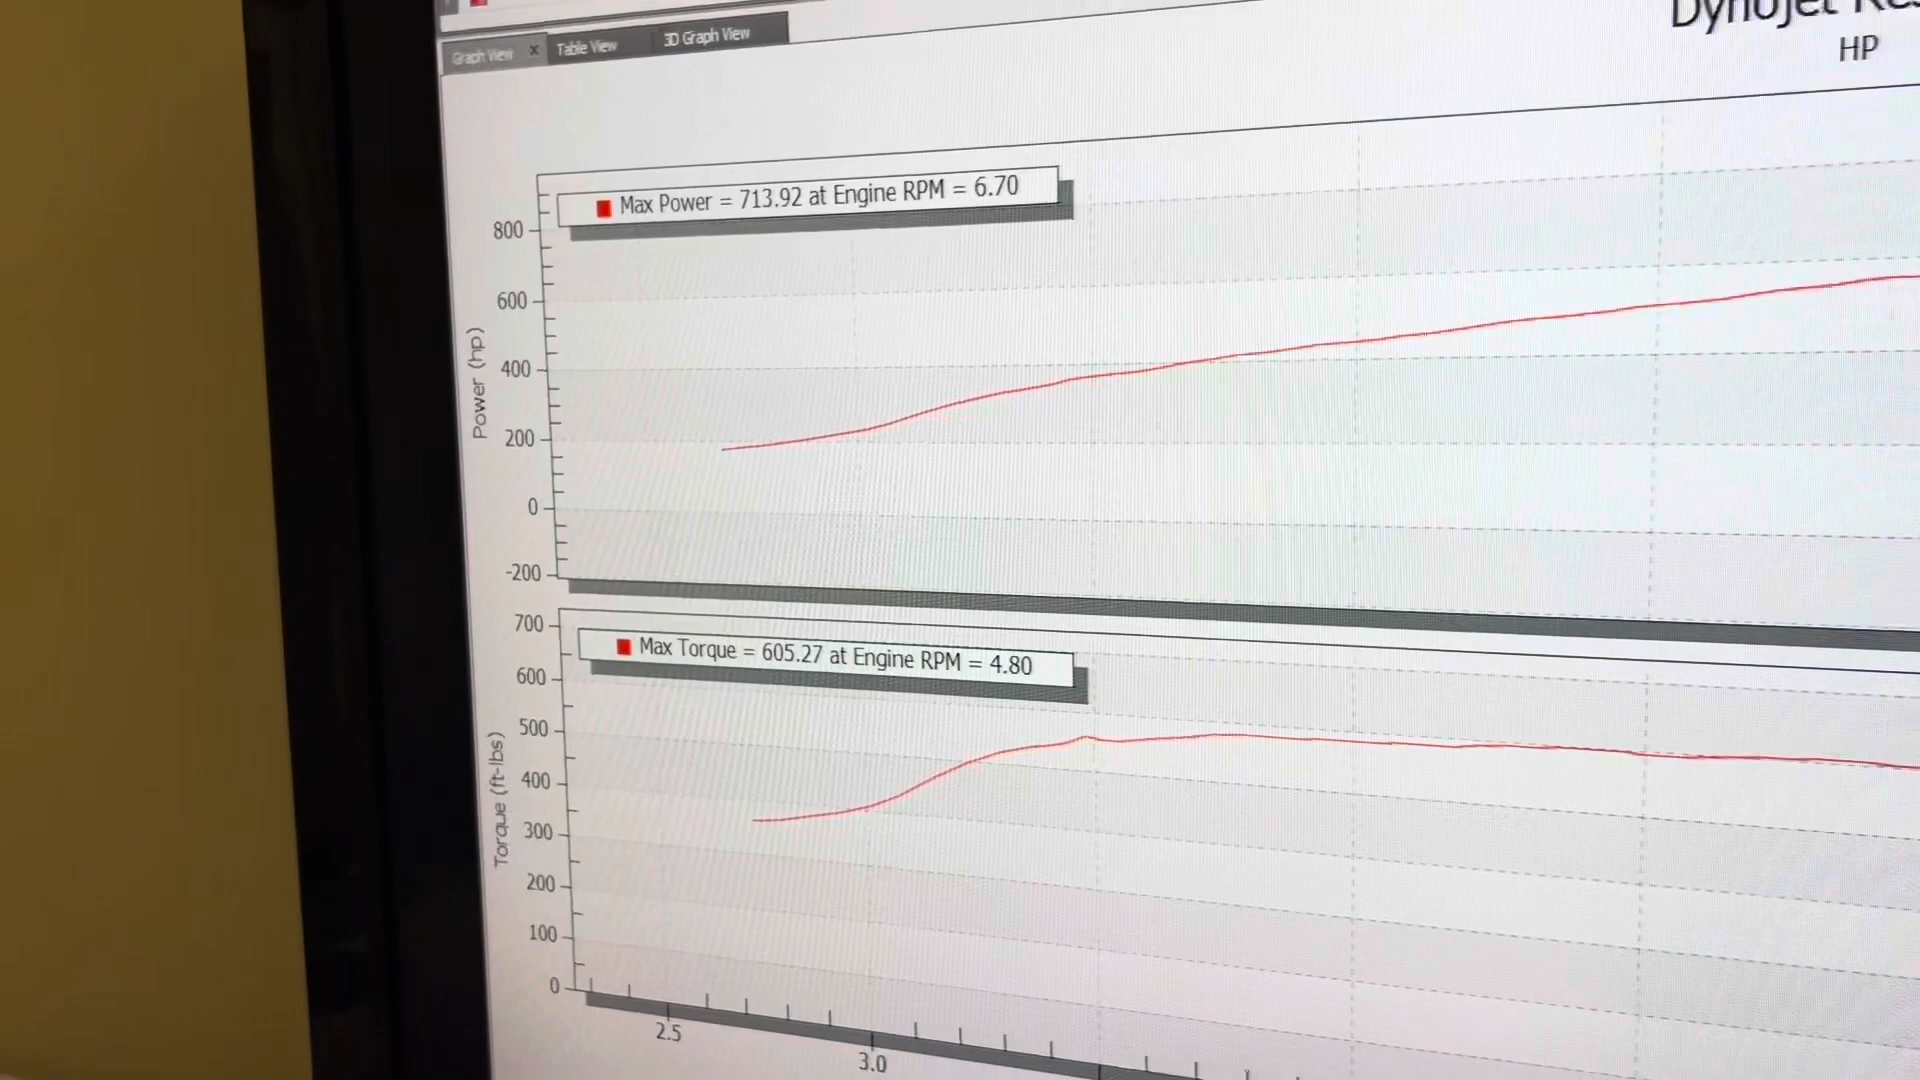 Graph View x Table View 3D Graph View
Dynojet
HP
Max Power = 713.92 at Engine RPM = 6.70
800
600
400
200
0
-200
Power (hp)
Max Torque = 605.27 at Engine RPM = 4.80
700
600
500
400
300
200
100
0
Torque (ft-lbs)
2.5
3.0